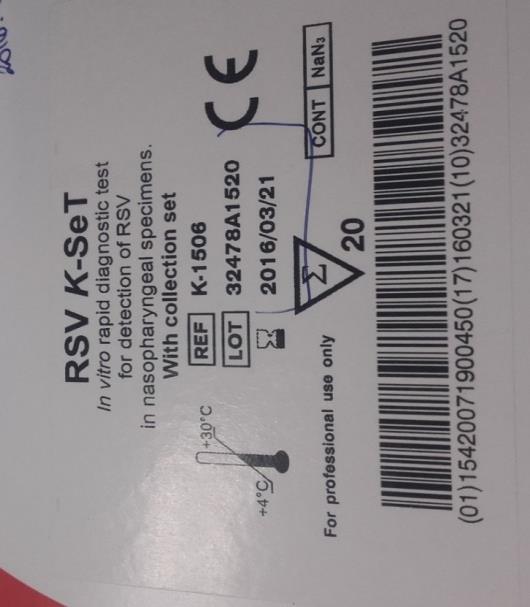 RSV K-SeT
In vitro rapid diagnostic test
for detection of RSV
in nasopharyngeal specimens.
With collection set
REF K-1506
LOT 32478A1520
2016/03/21
CE
+4°C
+30°C
Σ
20
CONT NaN₃
For professional use only
(01)15420071900450(17)160321(10)32478A1520